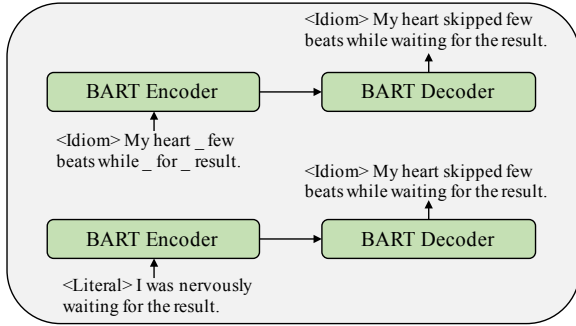 <Idiom> My heart skipped few
beats while waiting for the result.
BART Encoder
BART Decoder
<Idiom> My heart _ few
beats while _ for _ result.
<Idiom> My heart skipped few
beats while waiting for the result.
BART Encoder
BART Decoder
<Literal> I was nervously
waiting for the result.